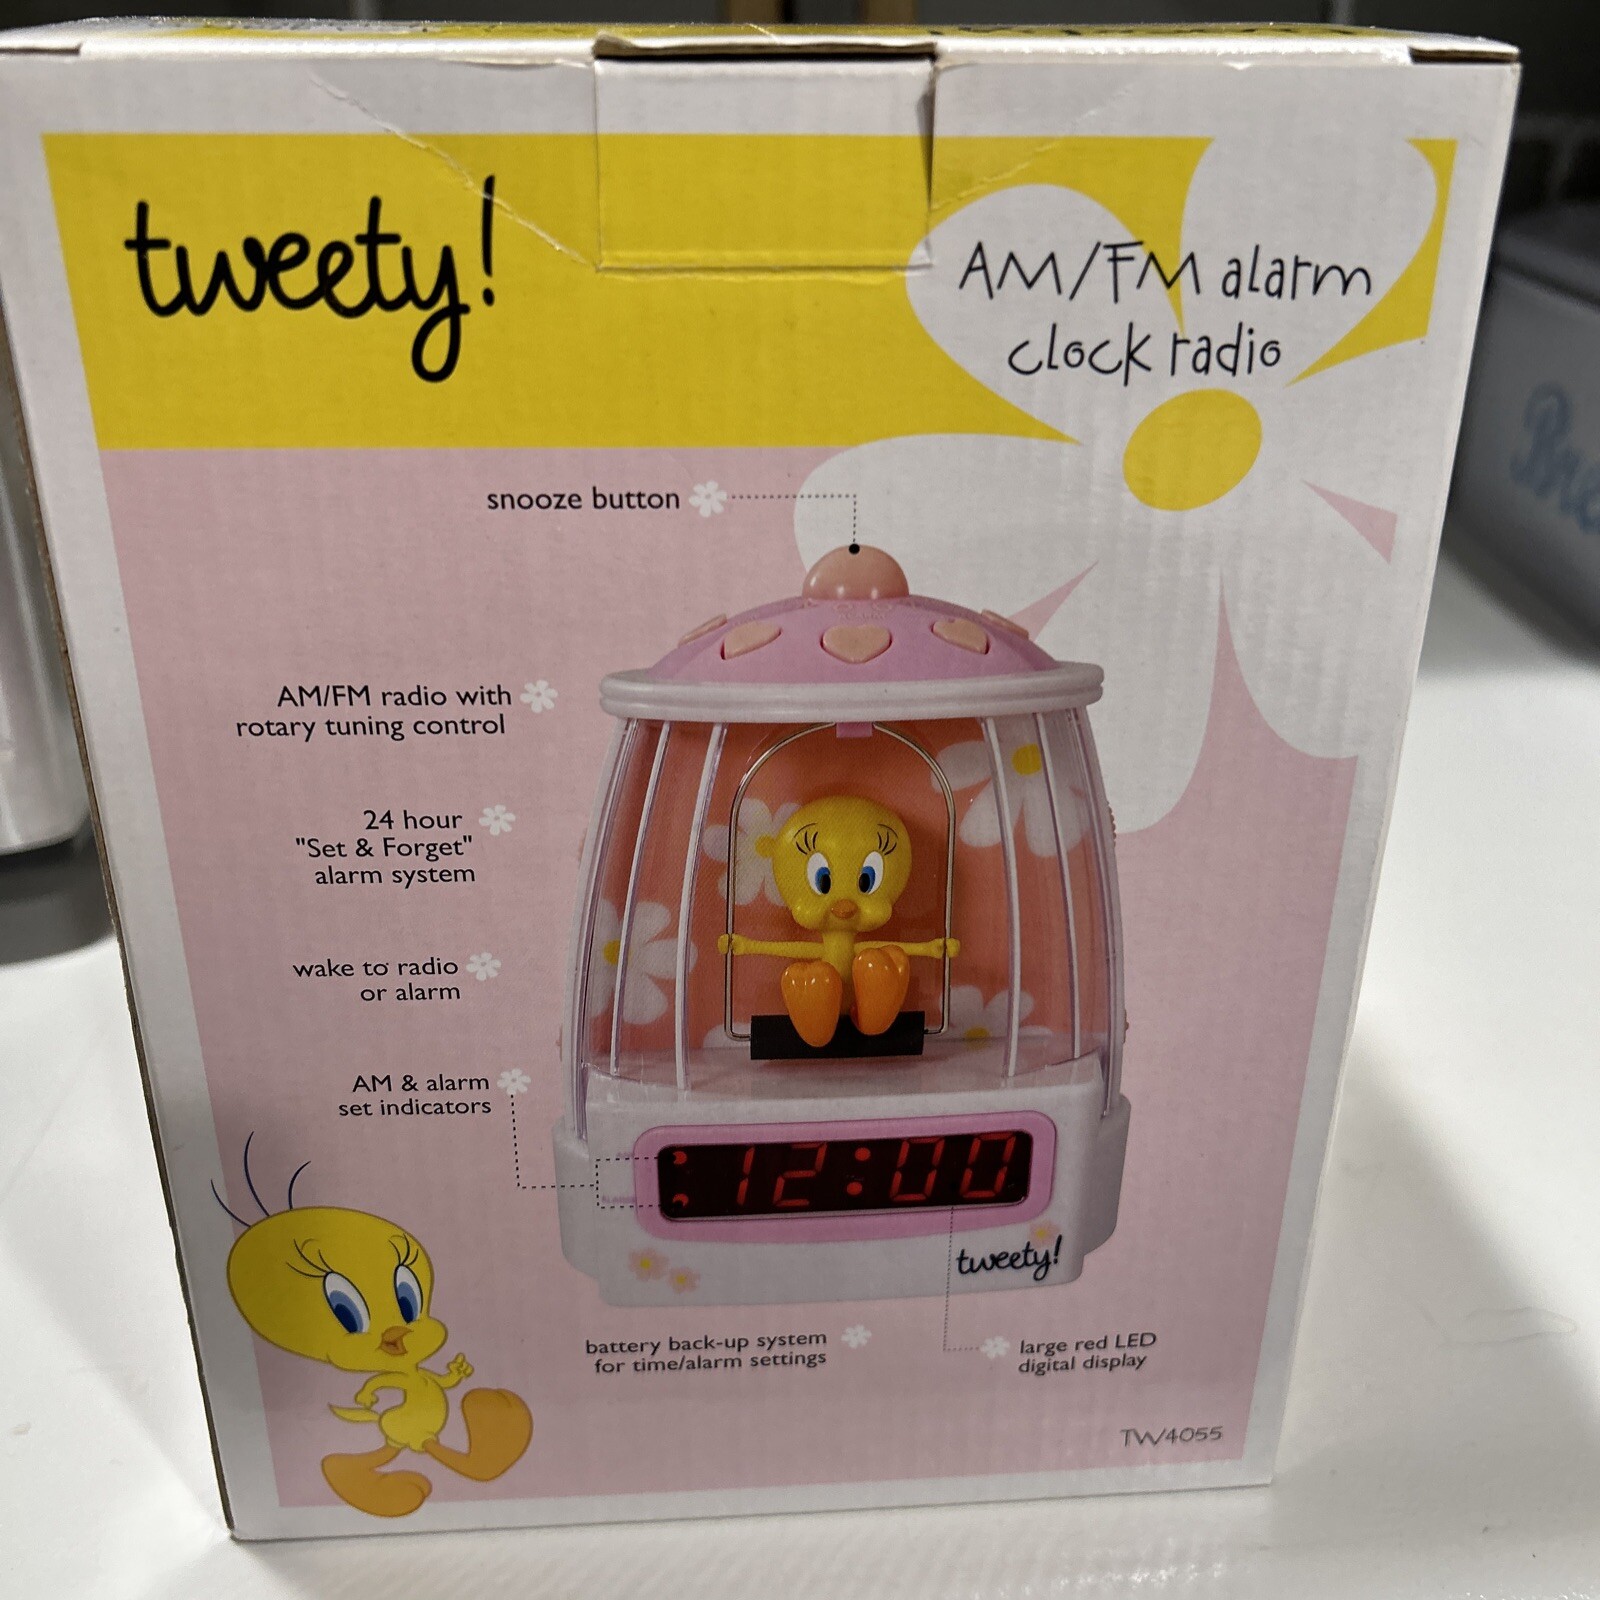 tweety!
AM/FM alarm
clock radio
snooze button
AM/FM radio with
rotary tuning control
24 hour
"Set & Forget"
alarm system
wake to radio
or alarm
AM & alarm
set indicators
12:00
tweety!
battery back-up system
for time/alarm settings
large red LED
digital display
TW4055